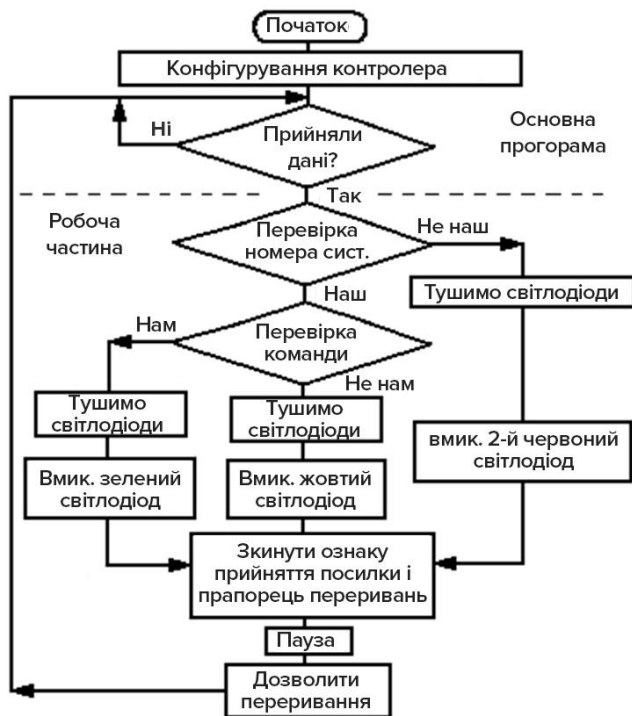 Початок
Конфігурування контролера
Ні
Прийняли
дані?
Основна
прогорама
Так
Робоча
частина
Перевірка
номера сист.
Не наш
Тушимо світлодіоди
Наш
Нам
Перевірка
команди
Не нам
Тушимо
світлодіоди
Тушимо
світлодіоди
вмик. 2-й червоний
світлодіод
Вмик. зелений
світлодіод
Вмик. жовтий
світлодіод
Зкинути ознаку
прийняття посилки і
прапорець переривань
Пауза
Дозволити
переривання